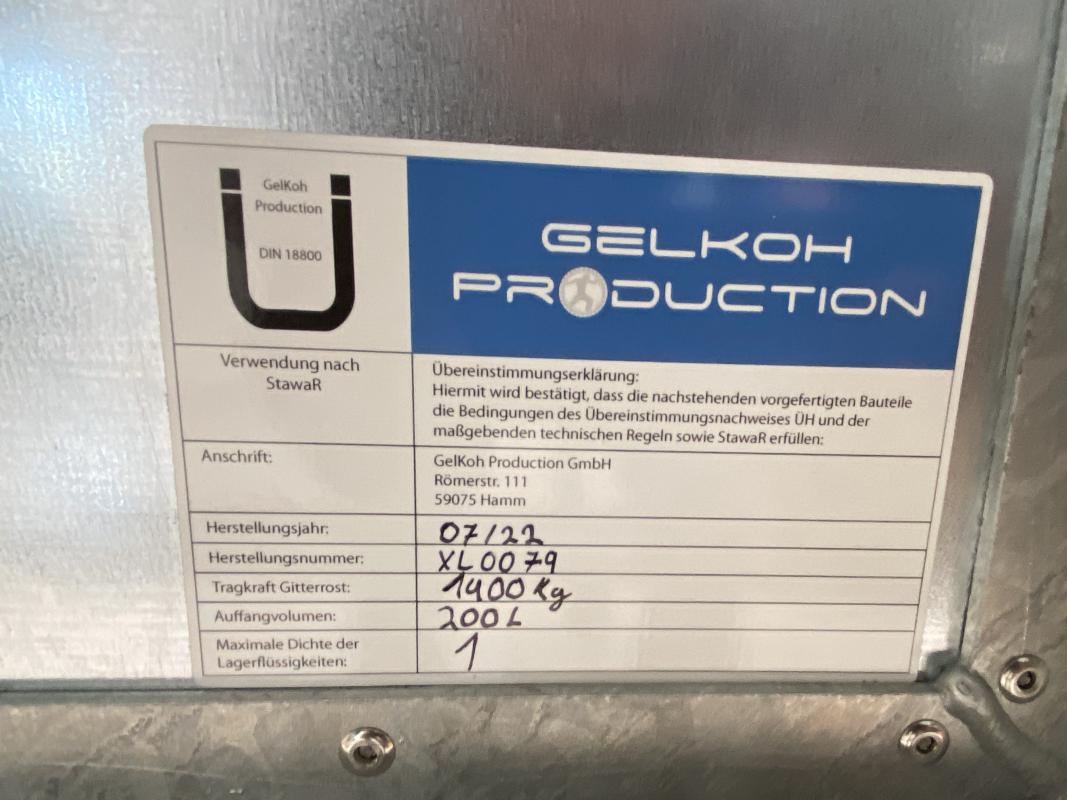 GelKoh
Production
DIN 18800
GELKOH
PRODUCTION
Verwendung nach
StawaR
Übereinstimmungserklärung:
Hiermit wird bestätigt, dass die nachstehenden vorgefertigten Bauteile
die Bedingungen des Übereinstimmungsnachweises ÜH und der
maßgebenden technischen Regeln sowie StawaR erfüllen:
Anschrift:
GelKoh Production GmbH
Römerstr. 111
59075 Hamm
Herstellungsjahr: 07/22
Herstellungsnummer: XL0079
Tragkraft Gitterrost: 1400 Kg
Auffangvolumen: 200 L
Maximale Dichte der
Lagerflüssigkeiten: 1